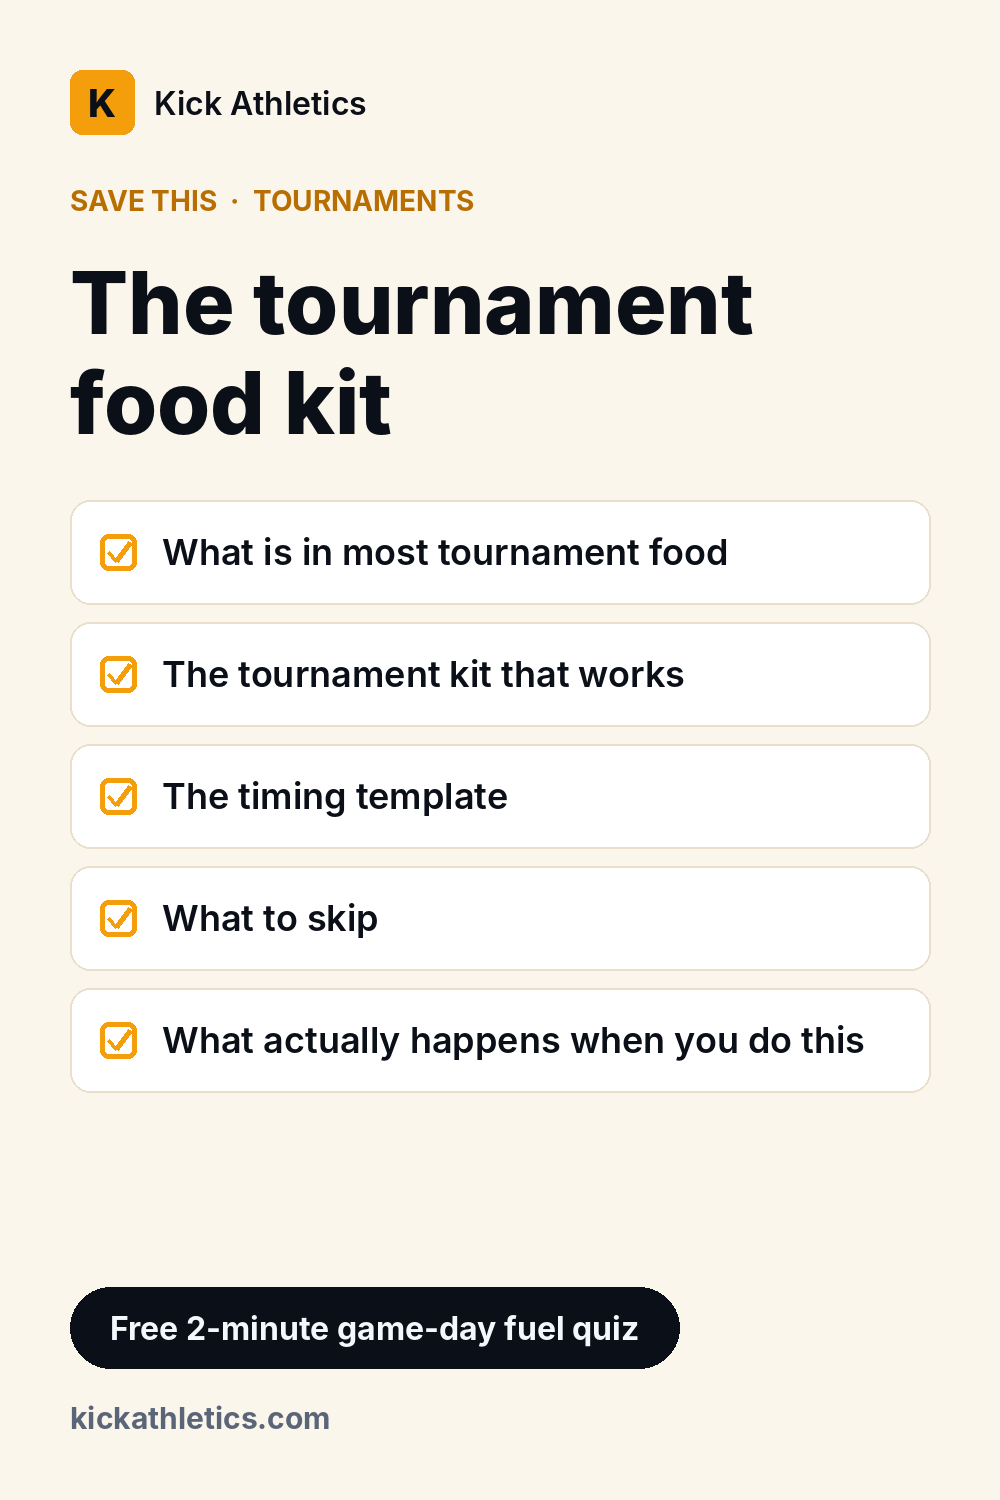 K
Kick Athletics
SAVE THIS · TOURNAMENTS
The tournament
food kit
What is in most tournament food
The tournament kit that works
The timing template
What to skip
What actually happens when you do this
Free 2-minute game-day fuel quiz
kickathletics.com